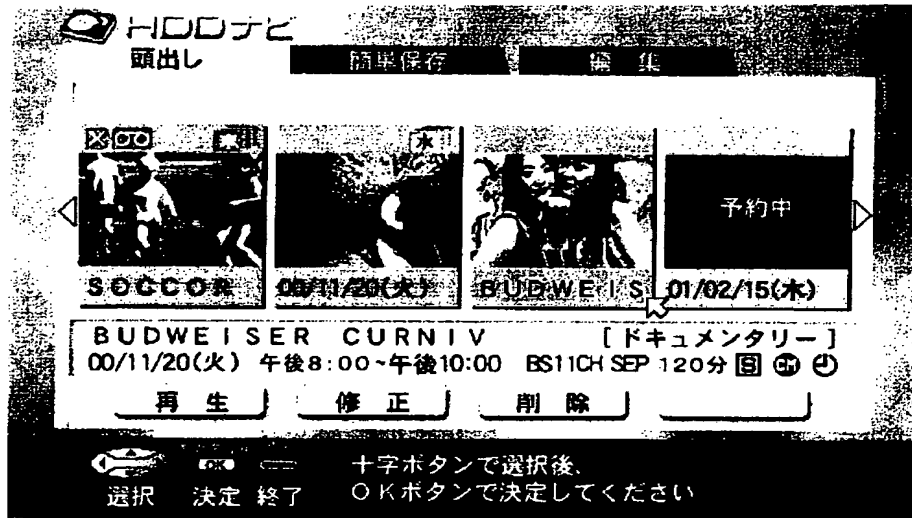 HDDナビ
頭出し 簡単保存 編集
水
予約中
SOCCOR 00/11/20(火) BUDWEIS 01/02/15(木)
BUDWEISER CURNIV [ドキュメンタリー]
00/11/20(火) 午後8:00~午後10:00 BS11CH SEP 120分 S CM
再生 修正 削除
OK
選択 決定 終了
十字ボタンで選択後、
OKボタンで決定してください